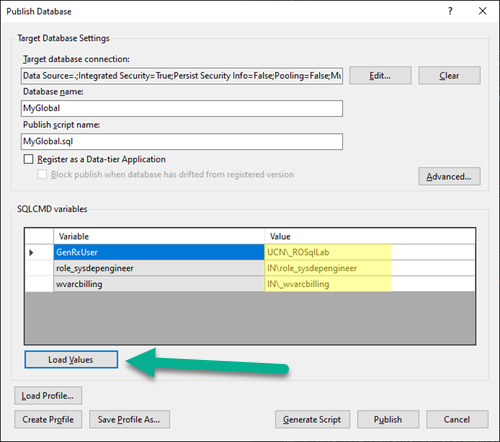 Publish Database
Target Database Settings
Target database connection:
Data Source=.;Integrated Security=True;Persist Security Info=False;Pooling=False;Mu
Edit...
Clear
Database name:
MyGlobal
Publish script name:
MyGlobal.sql
Register as a Data-tier Application
Block publish when database has drifted from registered version
Advanced...
SQLCMD variables
Variable Value
GenRxUser UCN\_ROSqlLab
role_sysdepengineer IN\role_sysdepengineer
wvarcbilling IN\_wvarcbilling
Load Values
Load Profile...
Create Profile Save Profile As... Generate Script Publish Cancel